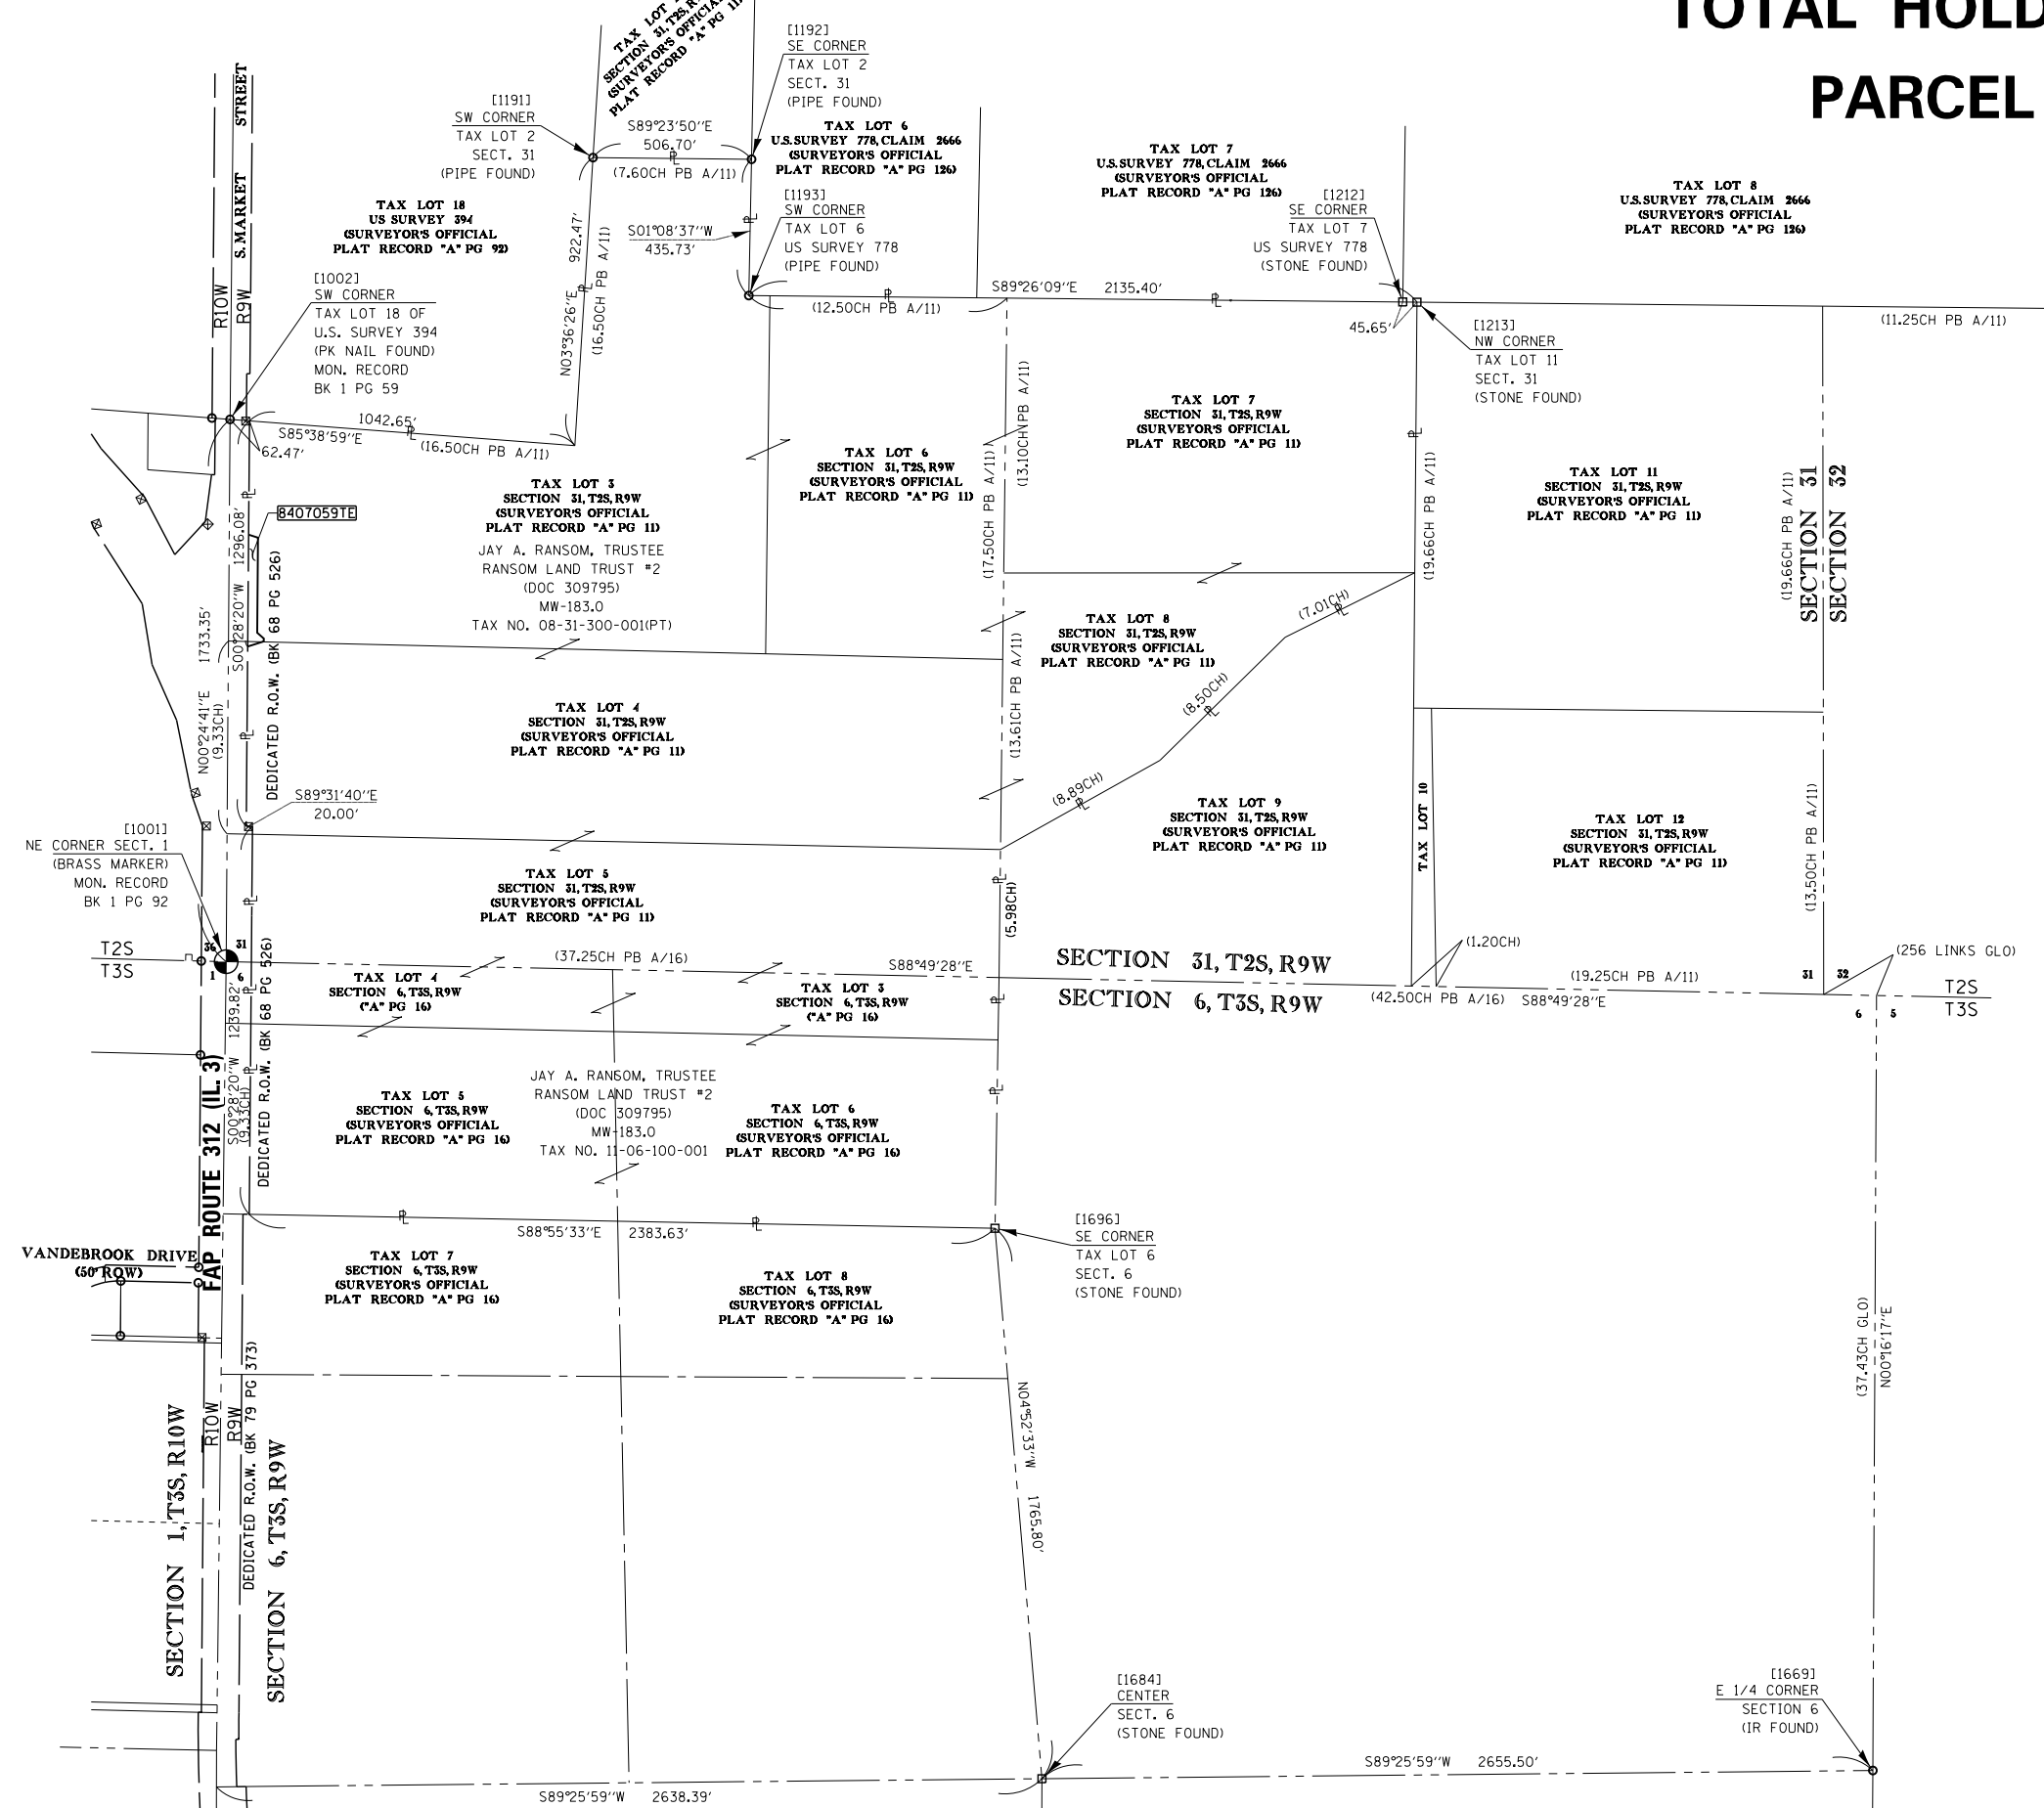 TOTAL HOLD
PARCEL
TAX LOT
SECTION 31, T2S, R
(SURVEYOR'S OFFICIAL
PLAT RECORD "A" PG 11)
[1192]
SE CORNER
TAX LOT 2
SECT. 31
(PIPE FOUND)
[1191]
SW CORNER
TAX LOT 2
SECT. 31
(PIPE FOUND)
S89°23'50"E
506.70'
(7.60CH PB A/11)
TAX LOT 6
U.S. SURVEY 778, CLAIM 2666
(SURVEYOR'S OFFICIAL
PLAT RECORD "A" PG 126)
TAX LOT 7
U.S. SURVEY 778, CLAIM 2666
(SURVEYOR'S OFFICIAL
PLAT RECORD "A" PG 126)
TAX LOT 8
U.S. SURVEY 778, CLAIM 2666
(SURVEYOR'S OFFICIAL
PLAT RECORD "A" PG 126)
S. MARKET STREET
R10W
R9W
TAX LOT 18
US SURVEY 394
(SURVEYOR'S OFFICIAL
PLAT RECORD "A" PG 92)
[1193]
SW CORNER
TAX LOT 6
US SURVEY 778
(PIPE FOUND)
[1212]
SE CORNER
TAX LOT 7
US SURVEY 778
(STONE FOUND)
S01°08'37"W
435.73'
N03°36'26"E 922.47'
(16.50CH PB A/11)
[1002]
SW CORNER
TAX LOT 18 OF
U.S. SURVEY 394
(PK NAIL FOUND)
MON. RECORD
BK 1 PG 59
S89°26'09"E 2135.40'
(12.50CH PB A/11)
45.65'
(11.25CH PB A/11)
[1213]
NW CORNER
TAX LOT 11
SECT. 31
(STONE FOUND)
1042.65'
S85°38'59"E
(16.50CH PB A/11)
62.47'
8407059TE
TAX LOT 3
SECTION 31, T2S, R9W
(SURVEYOR'S OFFICIAL
PLAT RECORD "A" PG 11)
JAY A. RANSOM, TRUSTEE
RANSOM LAND TRUST #2
(DOC 309795)
MW-183.0
TAX NO. 08-31-300-001(PT)
TAX LOT 6
SECTION 31, T2S, R9W
(SURVEYOR'S OFFICIAL
PLAT RECORD "A" PG 11)
(17.50CH PB A/11)
(13.10CH PB A/11)
TAX LOT 7
SECTION 31, T2S, R9W
(SURVEYOR'S OFFICIAL
PLAT RECORD "A" PG 11)
(19.66CH PB A/11)
TAX LOT 11
SECTION 31, T2S, R9W
(SURVEYOR'S OFFICIAL
PLAT RECORD "A" PG 11)
(19.66CH PB A/11)
SECTION 31
SECTION 32
1733.35'
N00°24'41"E
(9.33CH)
S00°28'20"W 1296.08'
DEDICATED R.O.W. (BK 68 PG 526)
TAX LOT 8
SECTION 31, T2S, R9W
(SURVEYOR'S OFFICIAL
PLAT RECORD "A" PG 11)
(7.01CH)
(8.50CH)
(8.89CH)
(13.61CH PB A/11)
TAX LOT 4
SECTION 31, T2S, R9W
(SURVEYOR'S OFFICIAL
PLAT RECORD "A" PG 11)
S89°31'40"E
20.00'
TAX LOT 9
SECTION 31, T2S, R9W
(SURVEYOR'S OFFICIAL
PLAT RECORD "A" PG 11)
TAX LOT 10
TAX LOT 12
SECTION 31, T2S, R9W
(SURVEYOR'S OFFICIAL
PLAT RECORD "A" PG 11)
(13.50CH PB A/11)
[1001]
NE CORNER SECT. 1
(BRASS MARKER)
MON. RECORD
BK 1 PG 92
TAX LOT 5
SECTION 31, T2S, R9W
(SURVEYOR'S OFFICIAL
PLAT RECORD "A" PG 11)
(5.98CH)
T2S
T3S
36 31
1 6
(37.25CH PB A/16)
S88°49'28"E
SECTION 31, T2S, R9W
SECTION 6, T3S, R9W
(1.20CH)
(19.25CH PB A/11)
(42.50CH PB A/16) S88°49'28"E
31 32
6 5
(256 LINKS GLO)
T2S
T3S
TAX LOT 4
SECTION 6, T3S, R9W
("A" PG 16)
TAX LOT 3
SECTION 6, T3S, R9W
("A" PG 16)
S00°28'20"W 1239.82'
(9.33CH)
DEDICATED R.O.W. (BK 68 PG 526)
FAP ROUTE 312 (IL. 3)
TAX LOT 5
SECTION 6, T3S, R9W
(SURVEYOR'S OFFICIAL
PLAT RECORD "A" PG 16)
JAY A. RANSOM, TRUSTEE
RANSOM LAND TRUST #2
(DOC 309795)
MW-183.0
TAX NO. 11-06-100-001
TAX LOT 6
SECTION 6, T3S, R9W
(SURVEYOR'S OFFICIAL
PLAT RECORD "A" PG 16)
S88°55'33"E 2383.63'
[1696]
SE CORNER
TAX LOT 6
SECT. 6
(STONE FOUND)
VANDEBROOK DRIVE
(50' ROW)
TAX LOT 7
SECTION 6, T3S, R9W
(SURVEYOR'S OFFICIAL
PLAT RECORD "A" PG 16)
TAX LOT 8
SECTION 6, T3S, R9W
(SURVEYOR'S OFFICIAL
PLAT RECORD "A" PG 16)
(37.43CH GLO)
N00°16'17"E
R10W
R9W
DEDICATED R.O.W. (BK 79 PG 373)
SECTION 1, T3S, R10W
SECTION 6, T3S, R9W
N04°52'33"W 1765.80'
[1684]
CENTER
SECT. 6
(STONE FOUND)
[1669]
E 1/4 CORNER
SECTION 6
(IR FOUND)
S89°25'59"W 2655.50'
S89°25'59"W 2638.39'